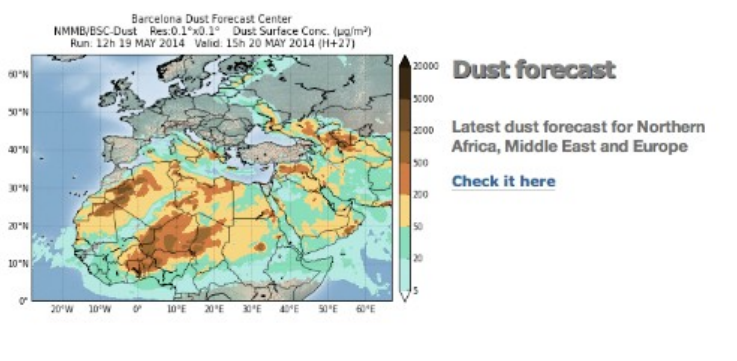 Barcelona Dust Forecast Center
NMMB/BSC-Dust Res:0.1°x0.1° Dust Surface Conc. (µg/m³)
Run: 12h 19 MAY 2014 Valid: 15h 20 MAY 2014 (H+27)
60°N
50°N
40°N
30°N
20°N
10°N
0°
20°W 10°W 0° 10°E 20°E 30°E 40°E 50°E 60°E
20000
5000
2000
500
200
50
20
5
Dust forecast
Latest dust forecast for Northern
Africa, Middle East and Europe
Check it here